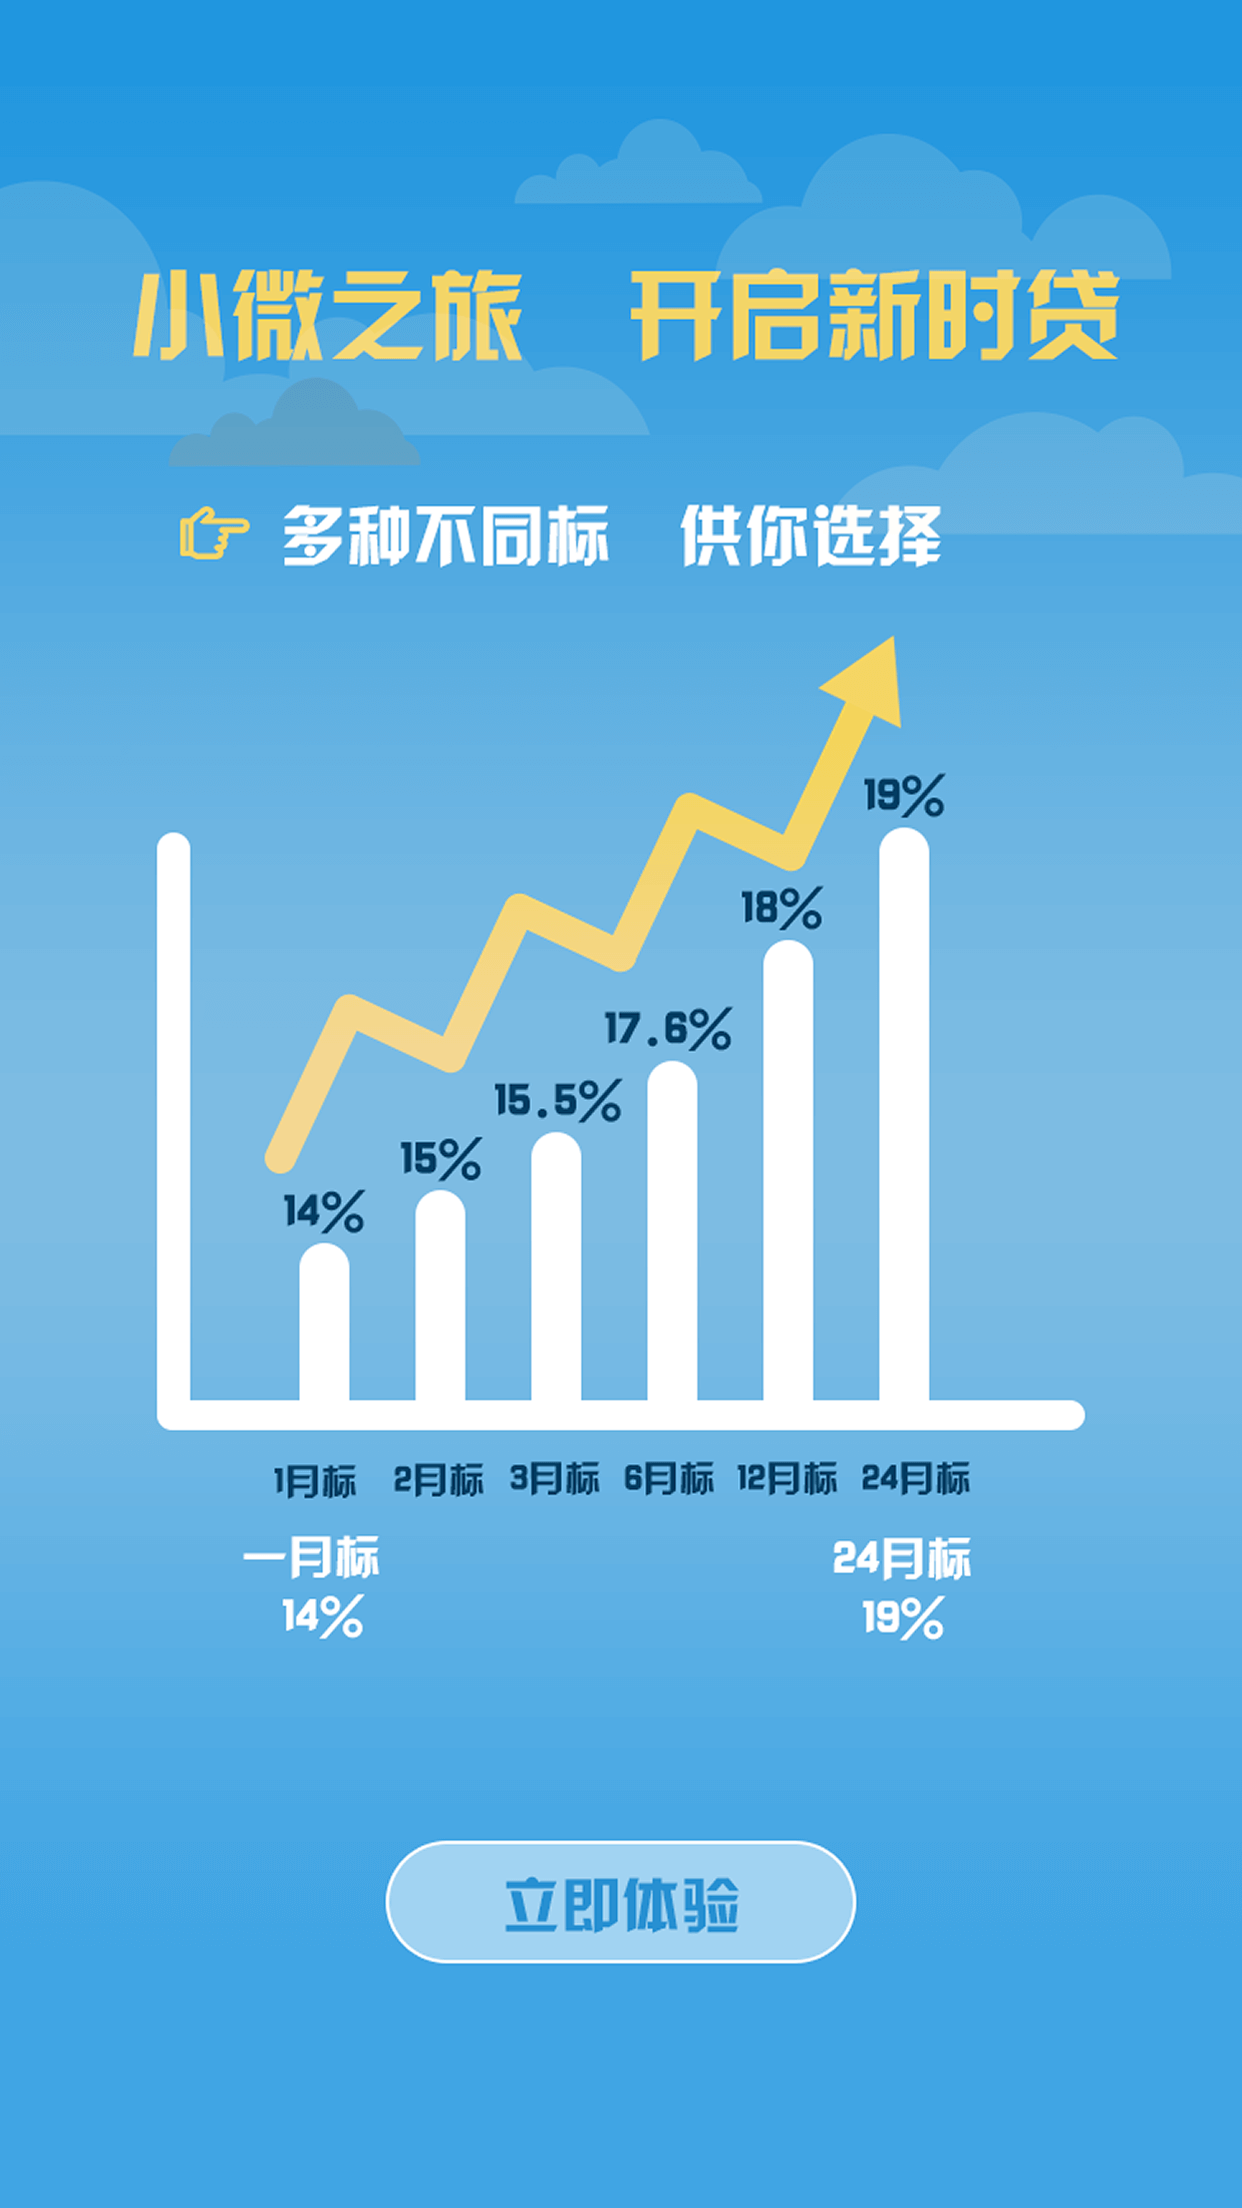 小微之旅 开启新时贷
多种不同标 供你选择
19%
18%
17.6%
15.5%
15%
14%
1月标 2月标 3月标 6月标 12月标 24月标
一月标 24月标
14% 19%
立即体验